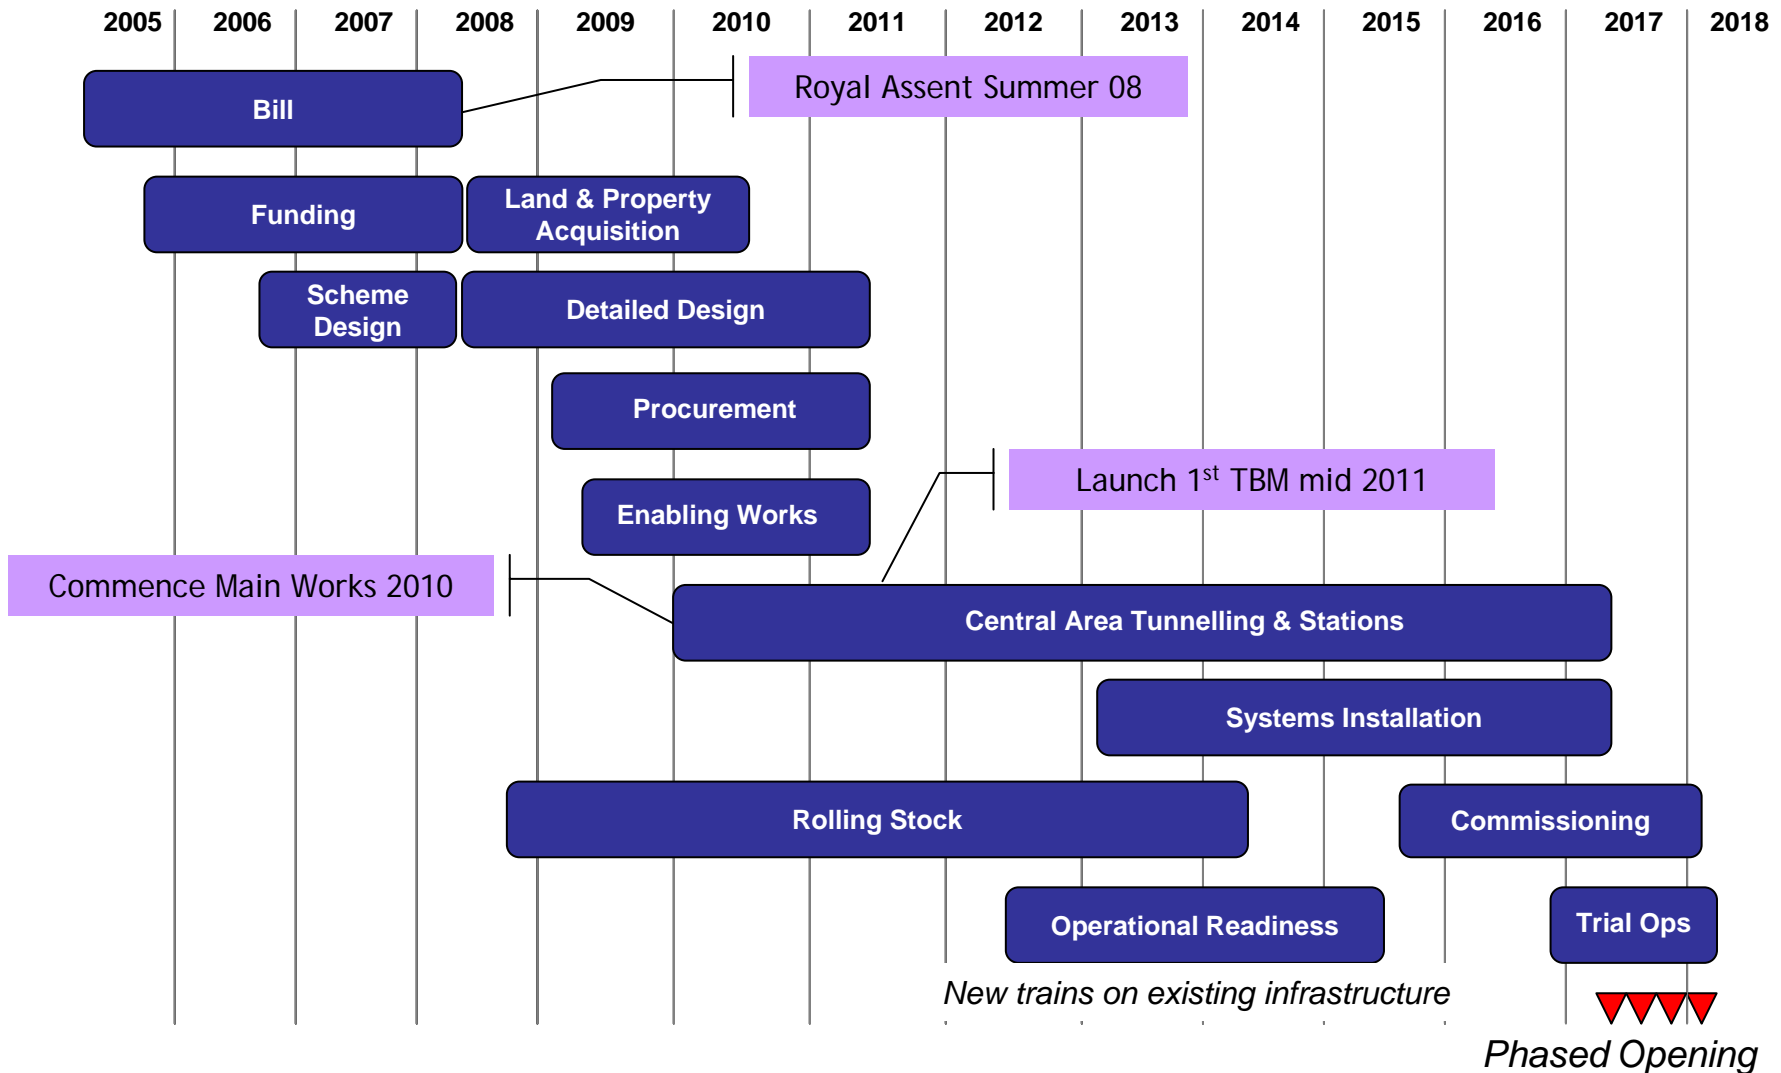 2005 2006 2007 2008 2009 2010 2011 2012 2013 2014 2015 2016 2017 2018
Royal Assent Summer 08
Bill
Funding
Land & Property
Acquisition
Scheme
Design
Detailed Design
Procurement
Launch 1st TBM mid 2011
Enabling Works
Commence Main Works 2010
Central Area Tunnelling & Stations
Systems Installation
Rolling Stock
Commissioning
Operational Readiness
Trial Ops
New trains on existing infrastructure
Phased Opening